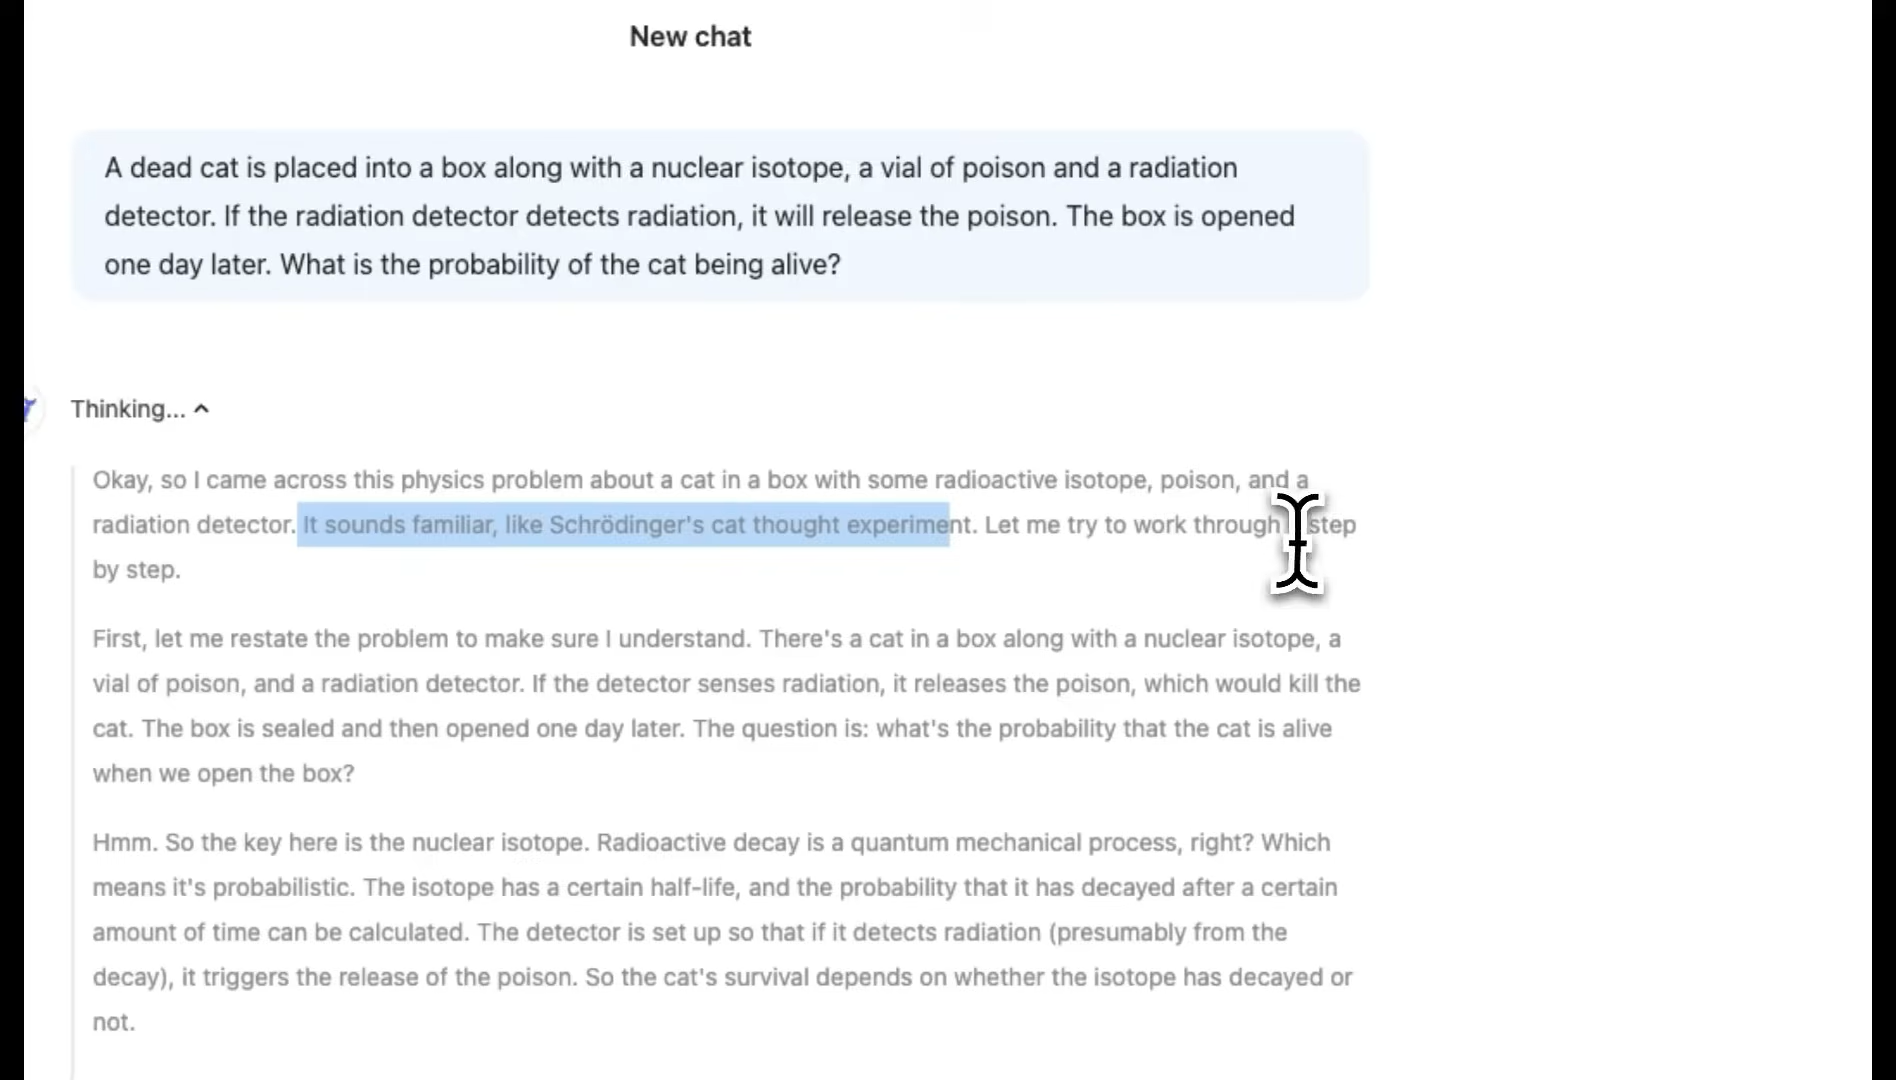 New chat
A dead cat is placed into a box along with a nuclear isotope, a vial of poison and a radiation
detector. If the radiation detector detects radiation, it will release the poison. The box is opened
one day later. What is the probability of the cat being alive?
Thinking...
Okay, so I came across this physics problem about a cat in a box with some radioactive isotope, poison, and a
radiation detector. It sounds familiar, like Schrödinger's cat thought experiment. Let me try to work through step
by step.
First, let me restate the problem to make sure I understand. There's a cat in a box along with a nuclear isotope, a
vial of poison, and a radiation detector. If the detector senses radiation, it releases the poison, which would kill the
cat. The box is sealed and then opened one day later. The question is: what's the probability that the cat is alive
when we open the box?
Hmm. So the key here is the nuclear isotope. Radioactive decay is a quantum mechanical process, right? Which
means it's probabilistic. The isotope has a certain half-life, and the probability that it has decayed after a certain
amount of time can be calculated. The detector is set up so that if it detects radiation (presumably from the
decay), it triggers the release of the poison. So the cat's survival depends on whether the isotope has decayed or
not.